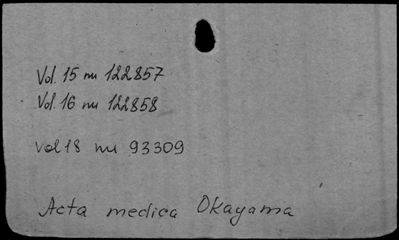 Vol. 15 nu 122857
Vol. 16 nu 122858
Vol 18 nu 93309
Acta medica Okayama